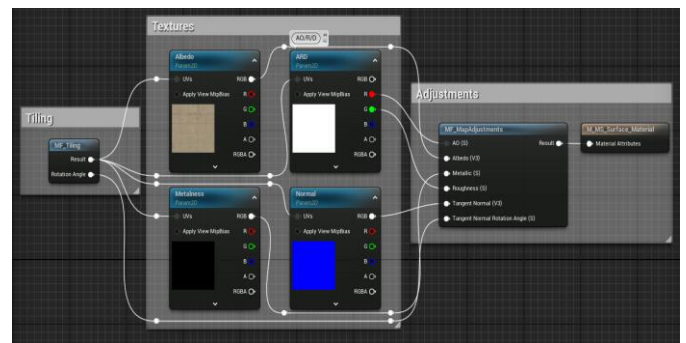 Textures
AO/R/D
Albedo
Param2D
UVs
RGB
Apply View MipBias
R
G
B
A
RGBA
ARD
Param2D
UVs
RGB
Apply View MipBias
R
G
B
A
RGBA
Tiling
MF_Tiling
Result
Rotation Angle
Metalness
Param2D
UVs
RGB
Apply View MipBias
R
G
B
A
RGBA
Normal
Param2D
UVs
RGB
Apply View MipBias
R
G
B
A
RGBA
Adjustments
MF_MapAdjustments
AO (S)
Result
Albedo (V3)
Metallic (S)
Roughness (S)
Tangent Normal (V3)
Tangent Normal Rotation Angle (S)
M_MS_Surface_Material
Material Attributes